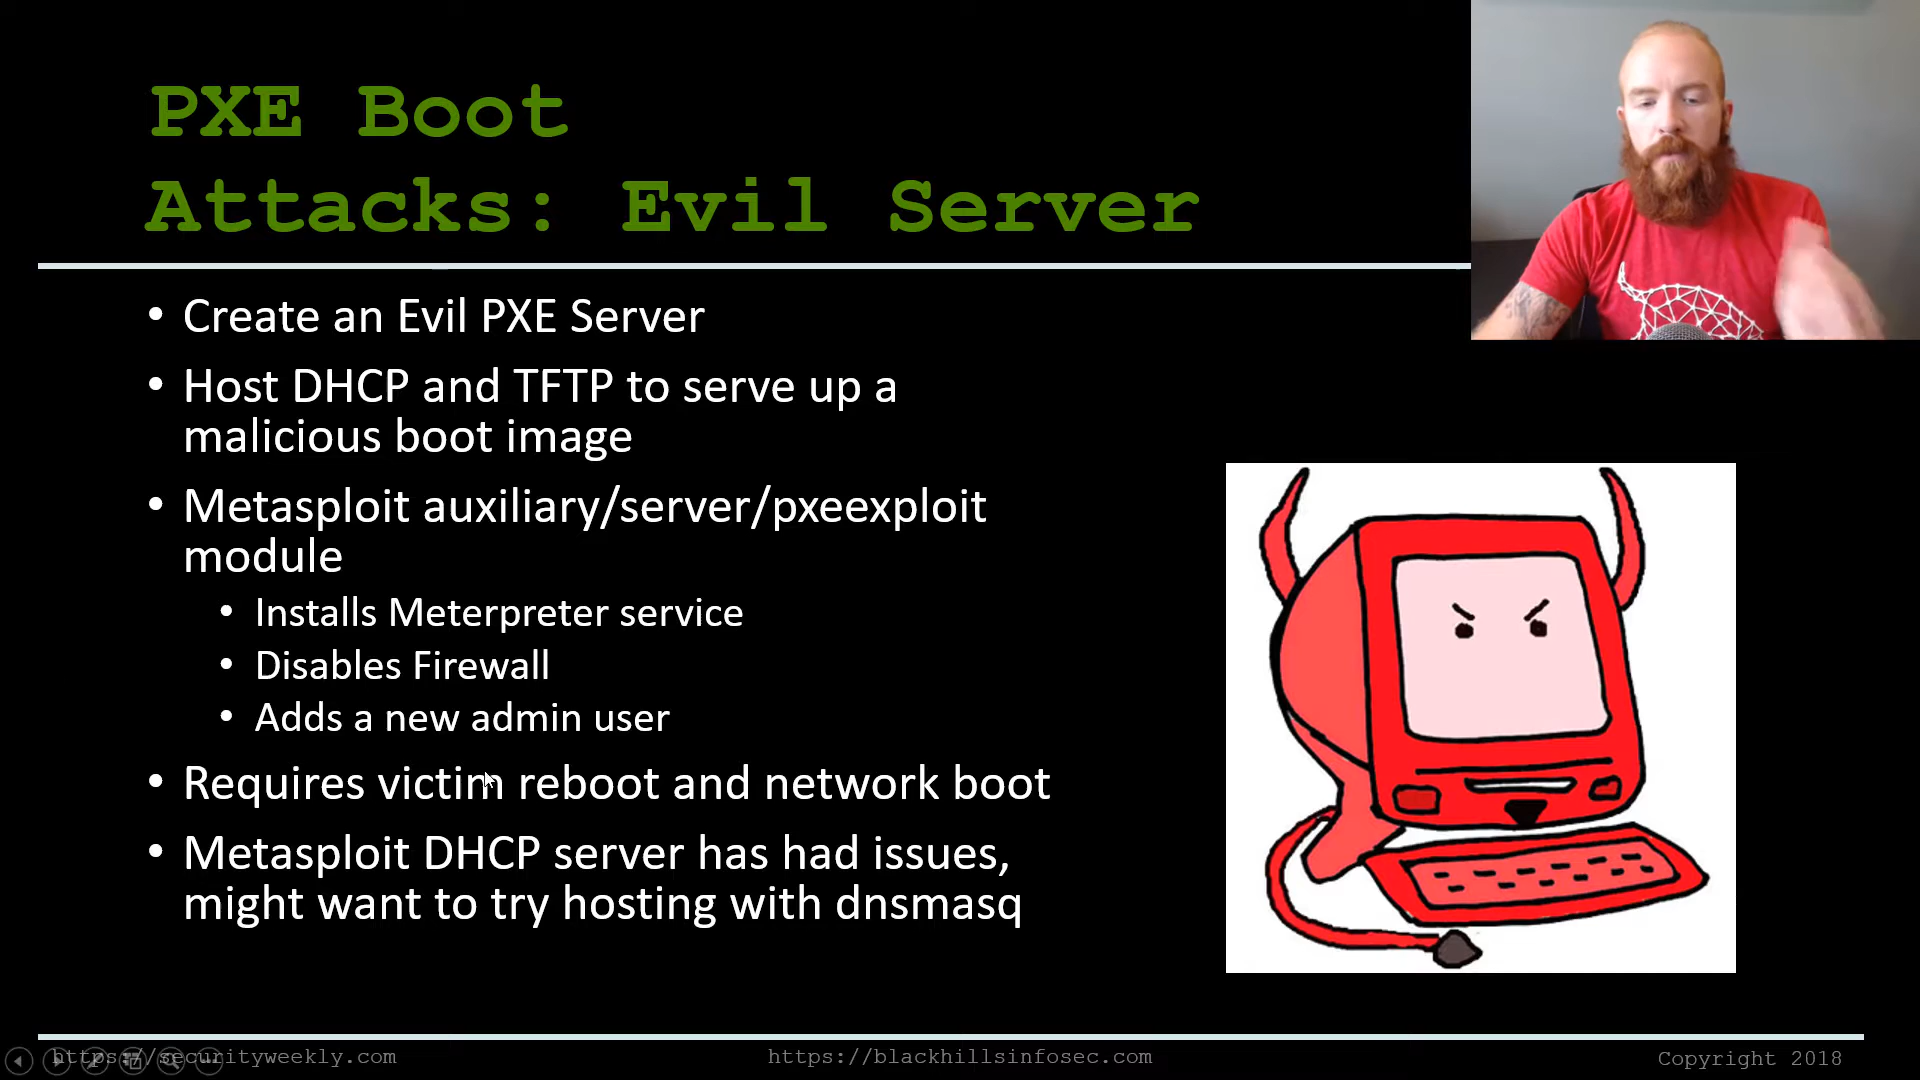 PXE Boot
Attacks: Evil Server
• Create an Evil PXE Server
• Host DHCP and TFTP to serve up a
malicious boot image
• Metasploit auxiliary/server/pxeexploit
module
• Installs Meterpreter service
• Disables Firewall
• Adds a new admin user
• Requires victim reboot and network boot
• Metasploit DHCP server has had issues,
might want to try hosting with dnsmasq
https://securityweekly.com
https://blackhillsinfosec.com
Copyright 2018